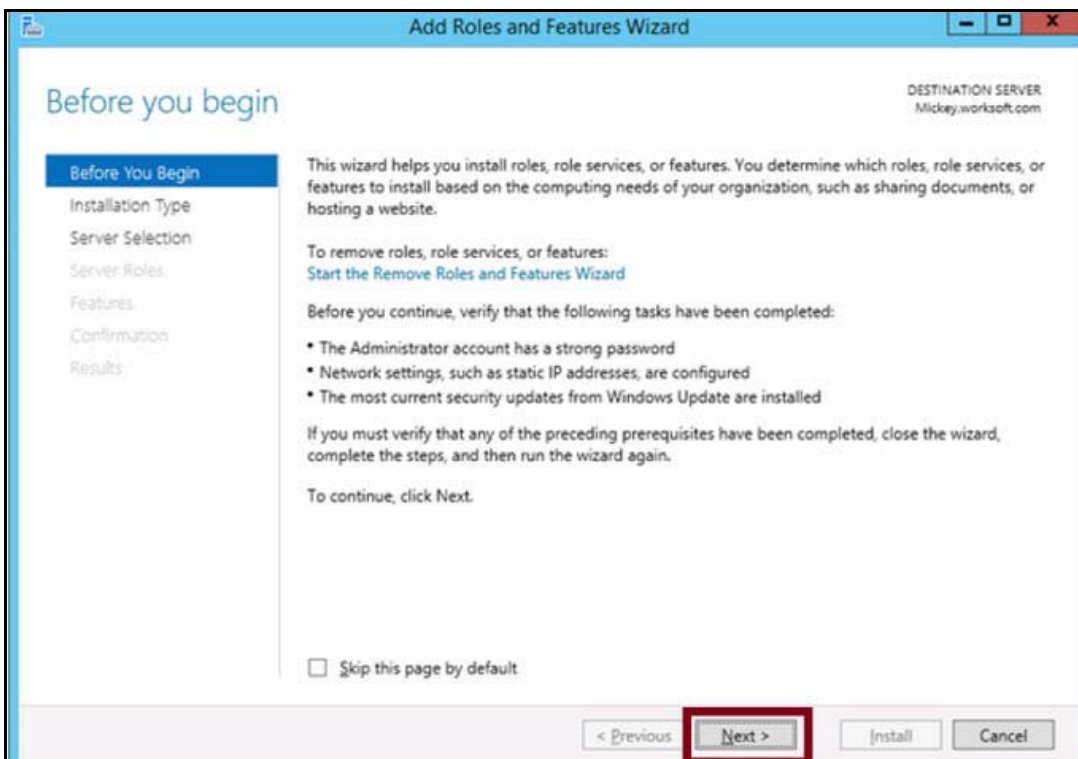 Add Roles and Features Wizard
Before you begin
DESTINATION SERVER
Mickey.worksoft.com
Before You Begin
Installation Type
Server Selection
Server Roles
Features
Confirmation
Results
This wizard helps you install roles, role services, or features. You determine which roles, role services, or
features to install based on the computing needs of your organization, such as sharing documents, or
hosting a website.
To remove roles, role services, or features:
Start the Remove Roles and Features Wizard
Before you continue, verify that the following tasks have been completed:
• The Administrator account has a strong password
• Network settings, such as static IP addresses, are configured
• The most current security updates from Windows Update are installed
If you must verify that any of the preceding prerequisites have been completed, close the wizard,
complete the steps, and then run the wizard again.
To continue, click Next.
Skip this page by default
< Previous
Next >
Install
Cancel